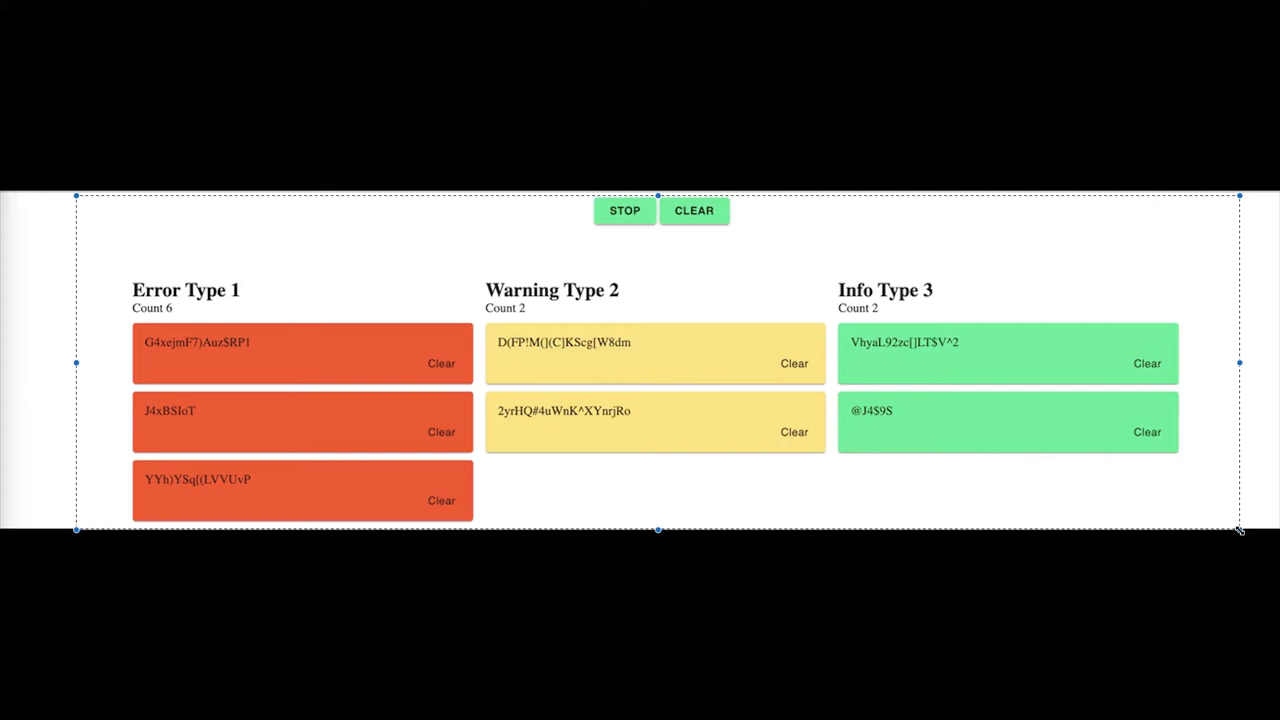 STOP CLEAR
Error Type 1
Count 6
G4xejmF7)Auz$RP1
Clear
J4xBSIoT
Clear
YYh)YSq[(LVVUvP
Clear
Warning Type 2
Count 2
D(FP!M(](C]KScg[W8dm
Clear
2yrHQ#4uWnK^XYnrjRo
Clear
Info Type 3
Count 2
VhyaL92zc[]LT$V^2
Clear
@J4$9S
Clear